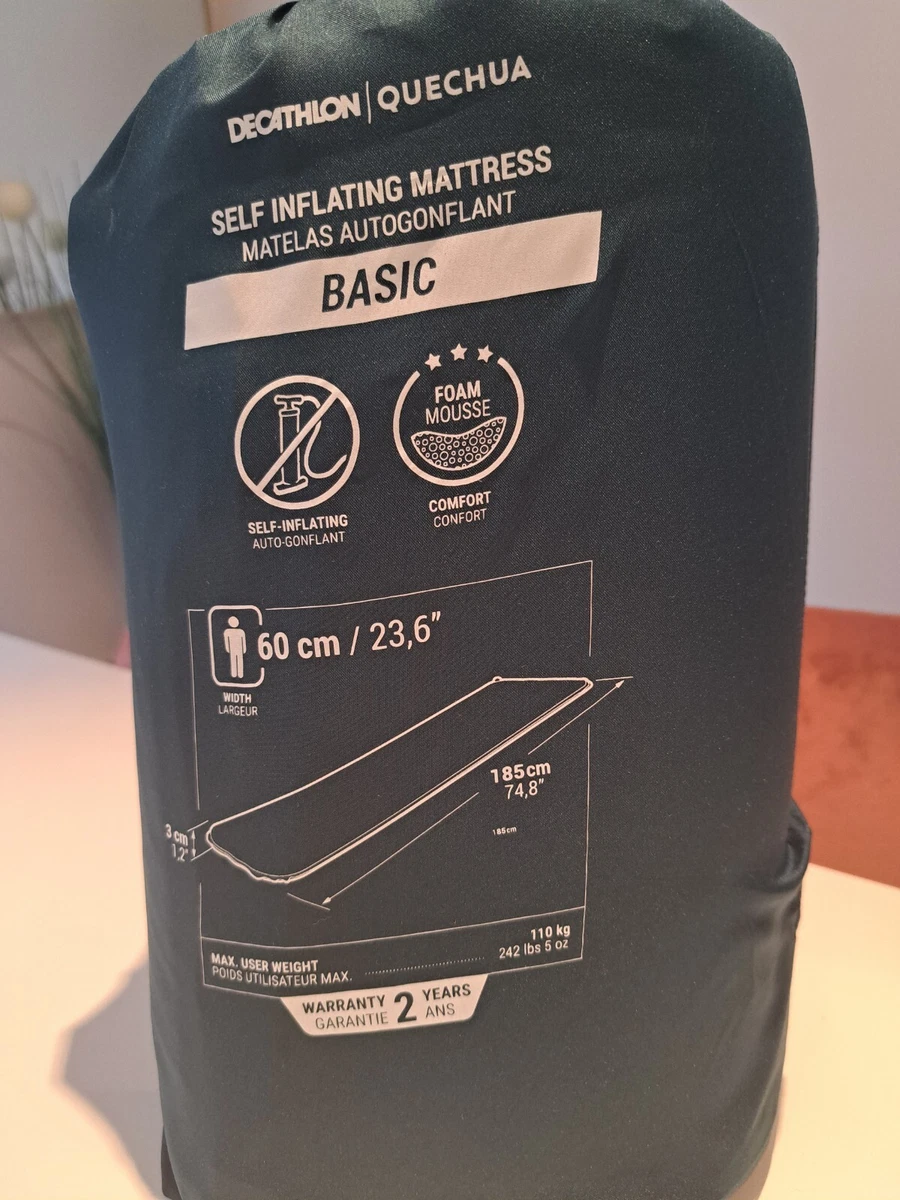 DECATHLON | QUECHUA
SELF INFLATING MATTRESS
MATELAS AUTOGONFLANT
BASIC
FOAM
MOUSSE
SELF-INFLATING
AUTO-GONFLANT
COMFORT
CONFORT
60 cm / 23,6"
WIDTH
LARGEUR
185cm
74,8"
185cm
3 cm
1,2"
MAX. USER WEIGHT
POIDS UTILISATEUR MAX.
110 kg
242 lbs 5 oz
WARRANTY 2 YEARS
GARANTIE ANS